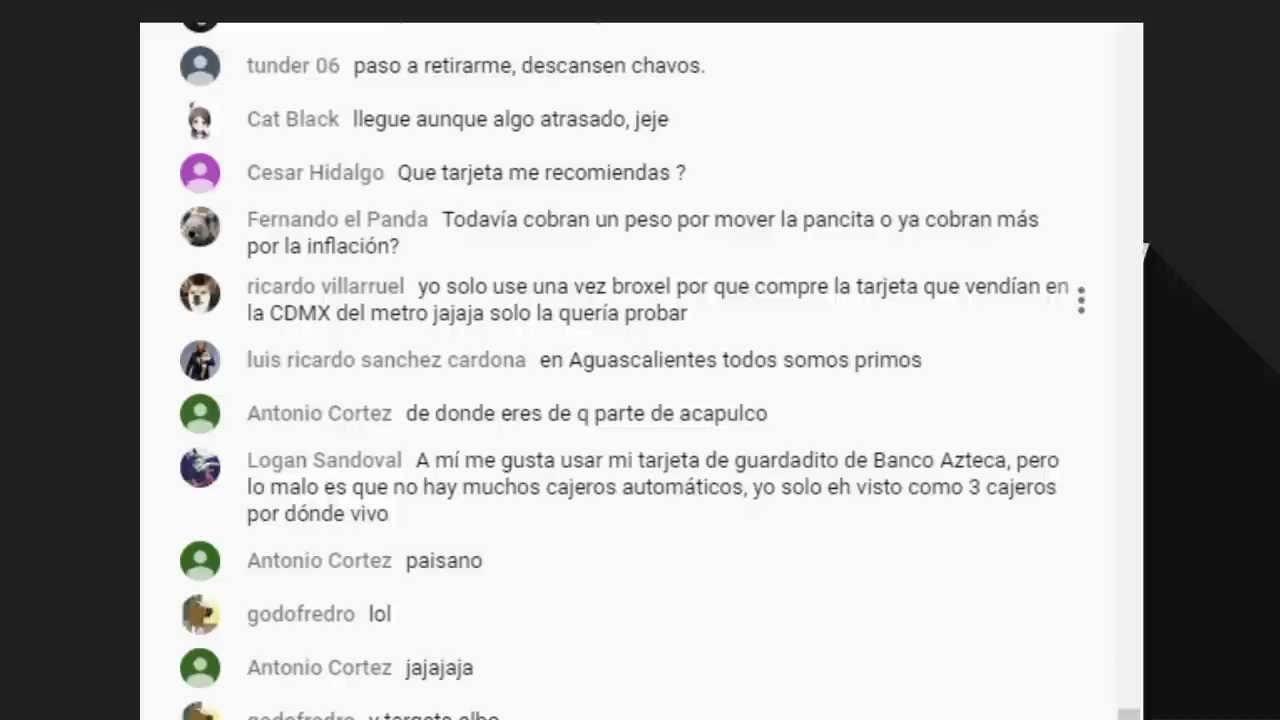 tunder 06 paso a retirarme, descansen chavos.
Cat Black llegue aunque algo atrasado, jeje
Cesar Hidalgo Que tarjeta me recomiendas ?
Fernando el Panda Todavía cobran un peso por mover la pancita o ya cobran más
por la inflación?
ricardo villarruel yo solo use una vez broxel por que compre la tarjeta que vendían en
la CDMX del metro jajaja solo la quería probar
luis ricardo sanchez cardona en Aguascalientes todos somos primos
Antonio Cortez de donde eres de q parte de acapulco
Logan Sandoval A mí me gusta usar mi tarjeta de guardadito de Banco Azteca, pero
lo malo es que no hay muchos cajeros automáticos, yo solo eh visto como 3 cajeros
por dónde vivo
Antonio Cortez paisano
godofredro lol
Antonio Cortez jajajaja
godofredro y